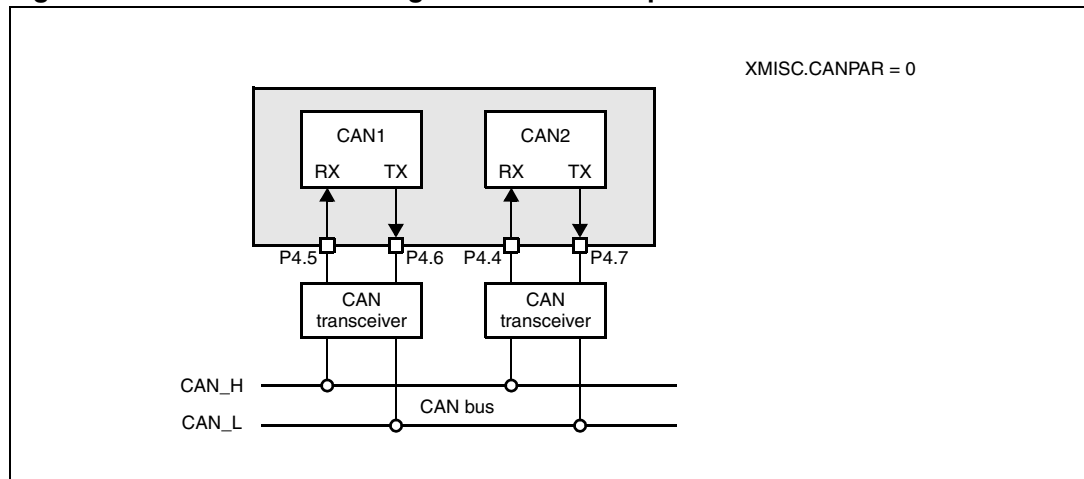 XMISC.CANPAR = 0
CAN1
CAN2
RX TX
RX TX
P4.5
P4.6
P4.4
P4.7
CAN
transceiver
CAN
transceiver
CAN_H
CAN bus
CAN_L